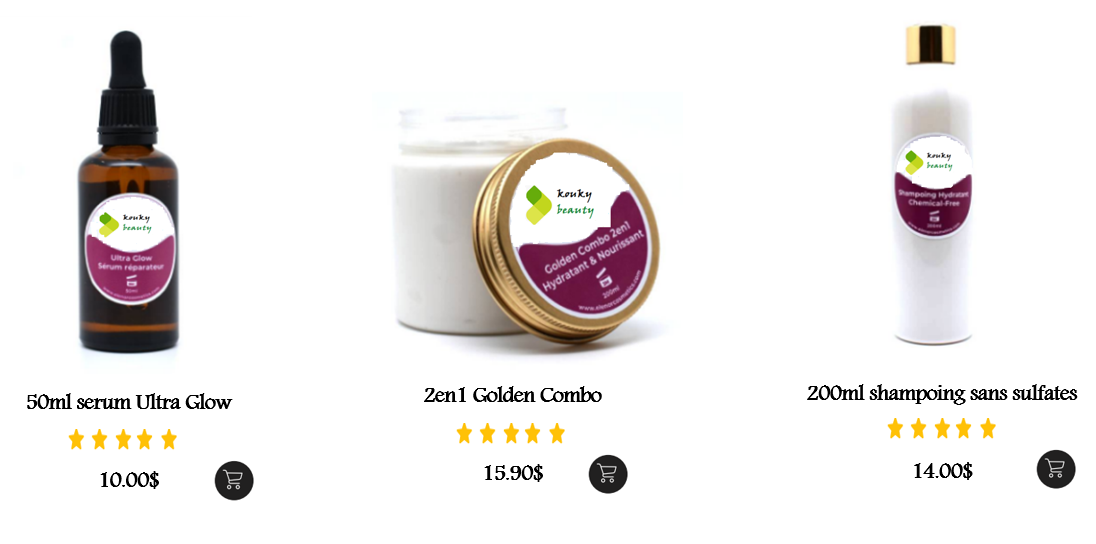 kouky
beauty
Ultra Glow
Sérum réparateur
kouky
beauty
Golden Combo 2en1
Hydratant & Nourissant
200ml
kouky
beauty
Shampoing Hydratant
Chemical-Free
50ml serum Ultra Glow
2en1 Golden Combo
200ml shampoing sans sulfates
10.00$
15.90$
14.00$